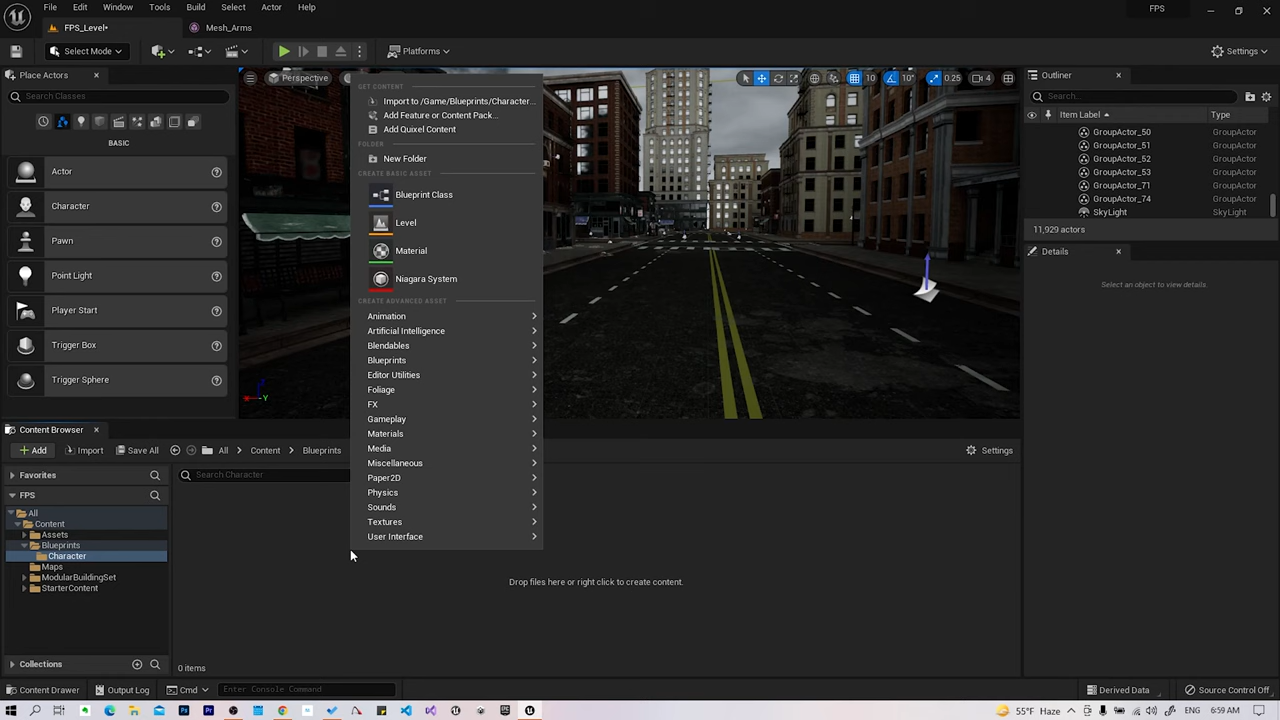 File Edit Window Tools Build Select Actor Help
FPS
FPS_Level• Mesh_Arms
Select Mode Platforms Settings
Place Actors
Search Classes
BASIC
Actor
Character
Pawn
Point Light
Player Start
Trigger Box
Trigger Sphere
Perspective
10 10° 0.25 4
GET CONTENT
Import to /Game/Blueprints/Character...
Add Feature or Content Pack...
Add Quixel Content
FOLDER
New Folder
CREATE BASIC ASSET
Blueprint Class
Level
Material
Niagara System
CREATE ADVANCED ASSET
Animation
Artificial Intelligence
Blendables
Blueprints
Editor Utilities
Foliage
FX
Gameplay
Materials
Media
Miscellaneous
Paper2D
Physics
Sounds
Textures
User Interface
Outliner
Search...
Item Label Type
GroupActor_50 GroupActor
GroupActor_51 GroupActor
GroupActor_52 GroupActor
GroupActor_53 GroupActor
GroupActor_71 GroupActor
GroupActor_74 GroupActor
SkyLight SkyLight
11,929 actors
Details
Select an object to view details.
Content Browser
Add Import Save All All Content Blueprints Settings
Favorites
Search Character
FPS
All
Content
Assets
Blueprints
Character
Maps
ModularBuildingSet
StarterContent
Collections
Drop files here or right click to create content.
0 items
Content Drawer Output Log Cmd Enter Console Command Derived Data Source Control Off
55°F Haze ENG 6:59 AM